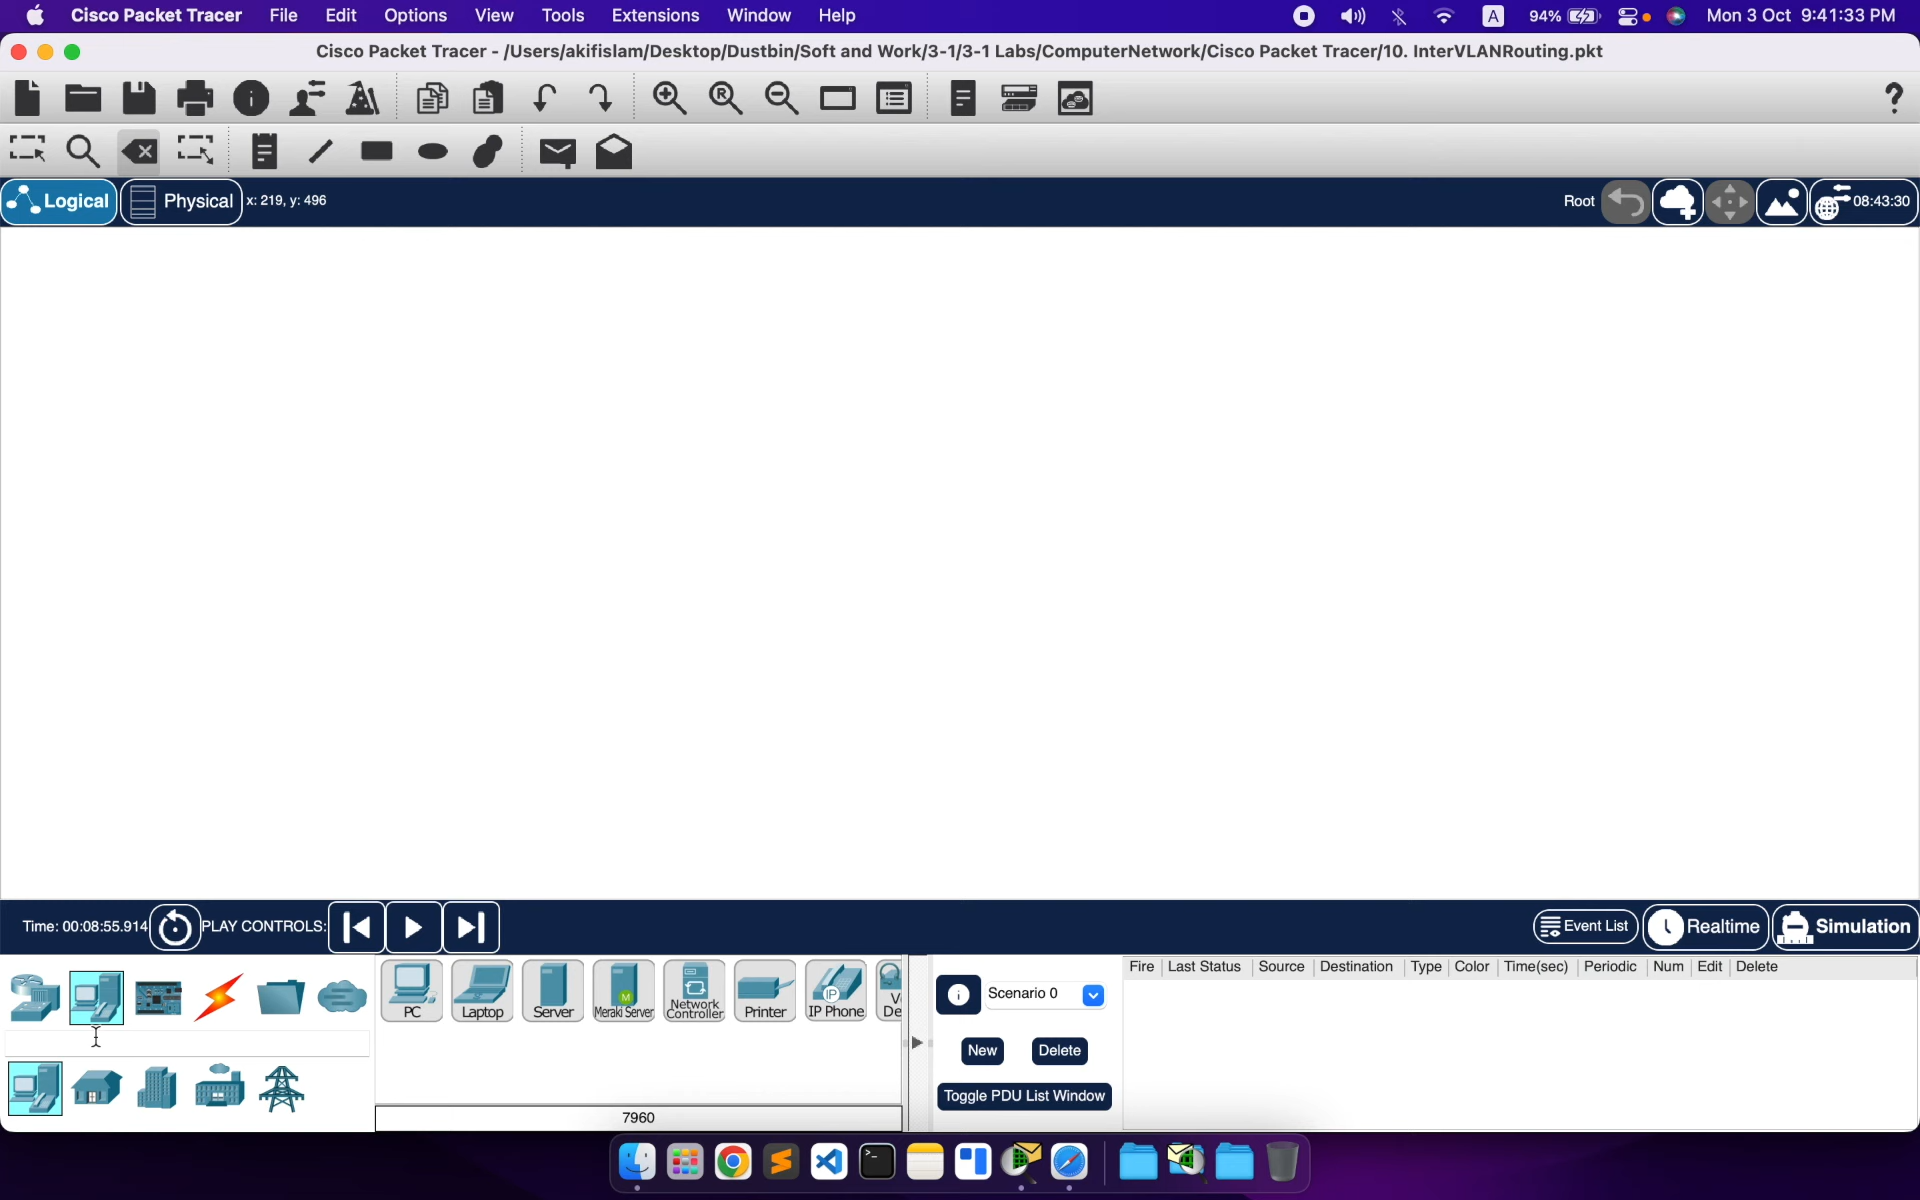 Cisco Packet Tracer File Edit Options View Tools Extensions Window Help A 94% Mon 3 Oct 9:41:33 PM
Cisco Packet Tracer - /Users/akifislam/Desktop/Dustbin/Soft and Work/3-1/3-1 Labs/ComputerNetwork/Cisco Packet Tracer/10. InterVLANRouting.pkt
Logical Physical x: 219, y: 496 Root 08:43:30
Time: 00:08:55.914 PLAY CONTROLS: Event List Realtime Simulation
PC Laptop Server Meraki Server Network Controller Printer IP Phone V De
7960
Scenario 0
New Delete
Toggle PDU List Window
Fire Last Status Source Destination Type Color Time(sec) Periodic Num Edit Delete